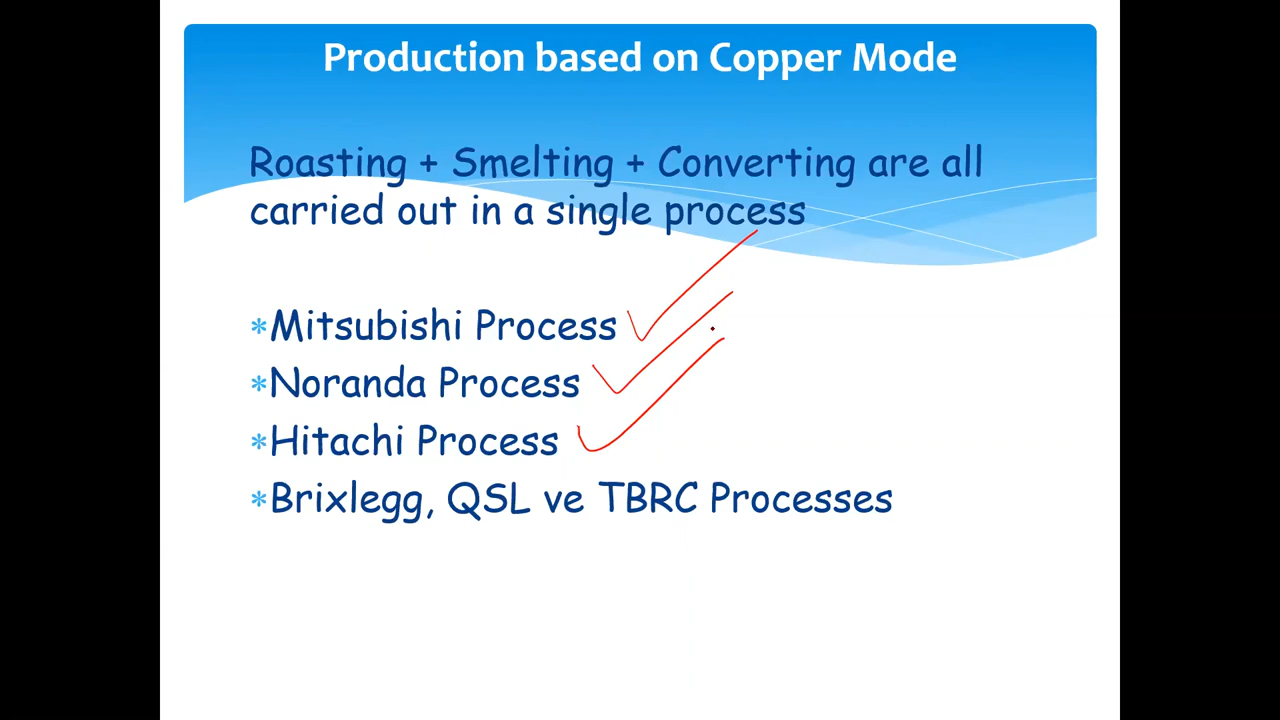 Production based on Copper Mode
Roasting + Smelting + Converting are all
carried out in a single process
*Mitsubishi Process
*Noranda Process
*Hitachi Process
*Brixlegg, QSL ve TBRC Processes